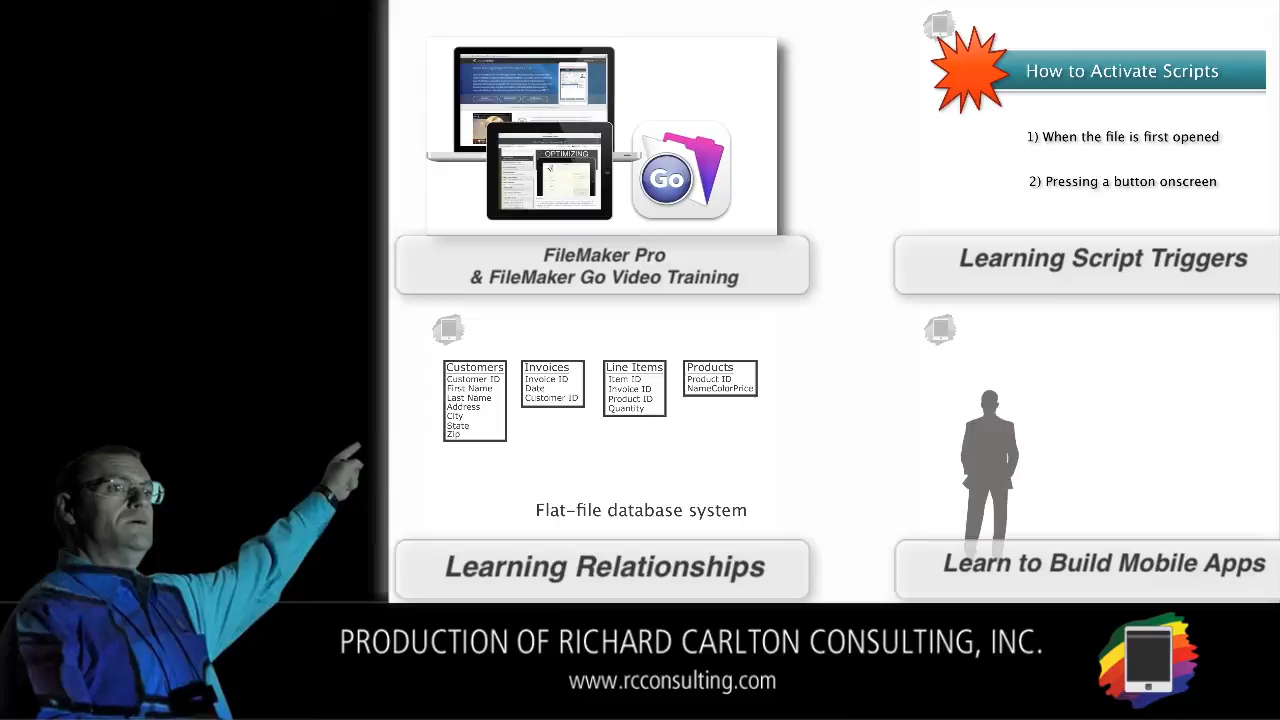 OPTIMIZING
Go
FileMaker Pro
& FileMaker Go Video Training
How to Activate Scripts
1) When the file is first opened
2) Pressing a button onscreen
Learning Script Triggers
Customers
Customer ID
First Name
Last Name
Address
City
State
Zip
Invoices
Invoice ID
Date
Customer ID
Line Items
Item ID
Invoice ID
Product ID
Quantity
Products
Product ID
NameColorPrice
Flat-file database system
Learning Relationships
Learn to Build Mobile Apps
PRODUCTION OF RICHARD CARLTON CONSULTING, INC.
www.rcconsulting.com